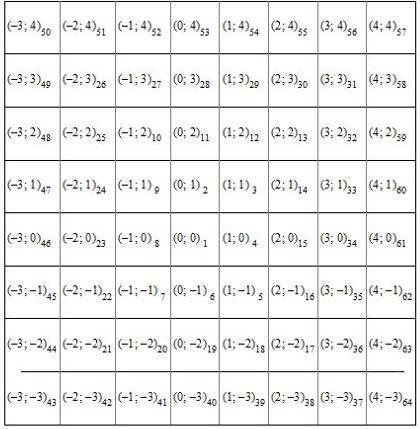 (−3; 4)₅₀ (−2; 4)₅₁ (−1; 4)₅₂ (0; 4)₅₃ (1; 4)₅₄ (2; 4)₅₅ (3; 4)₅₆ (4; 4)₅₇
(−3; 3)₄₉ (−2; 3)₂₆ (−1; 3)₂₇ (0; 3)₂₈ (1; 3)₂₉ (2; 3)₃₀ (3; 3)₃₁ (4; 3)₅₈
(−3; 2)₄₈ (−2; 2)₂₅ (−1; 2)₁₀ (0; 2)₁₁ (1; 2)₁₂ (2; 2)₁₃ (3; 2)₃₂ (4; 2)₅₉
(−3; 1)₄₇ (−2; 1)₂₄ (−1; 1)₉ (0; 1)₂ (1; 1)₃ (2; 1)₁₄ (3; 1)₃₃ (4; 1)₆₀
(−3; 0)₄₆ (−2; 0)₂₃ (−1; 0)₈ (0; 0)₁ (1; 0)₄ (2; 0)₁₅ (3; 0)₃₄ (4; 0)₆₁
(−3; −1)₄₅ (−2; −1)₂₂ (−1; −1)₇ (0; −1)₆ (1; −1)₅ (2; −1)₁₆ (3; −1)₃₅ (4; −1)₆₂
(−3; −2)₄₄ (−2; −2)₂₁ (−1; −2)₂₀ (0; −2)₁₉ (1; −2)₁₈ (2; −2)₁₇ (3; −2)₃₆ (4; −2)₆₃
(−3; −3)₄₃ (−2; −3)₄₂ (−1; −3)₄₁ (0; −3)₄₀ (1; −3)₃₉ (2; −3)₃₈ (3; −3)₃₇ (4; −3)₆₄